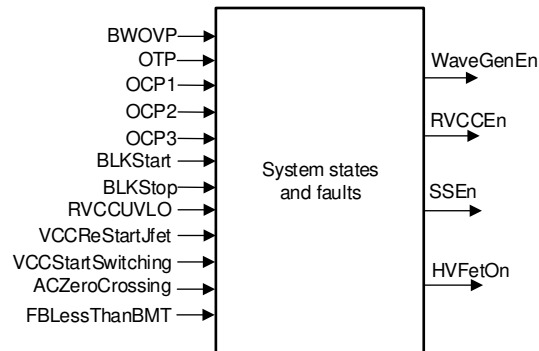 BWOVP
OTP
OCP1
OCP2
OCP3
BLKStart
BLKStop
RVCCUVLO
VCCReStartJfet
VCCStartSwitching
ACZeroCrossing
FBLessThanBMT
System states
and faults
WaveGenEn
RVCCEn
SSEn
HVFetOn